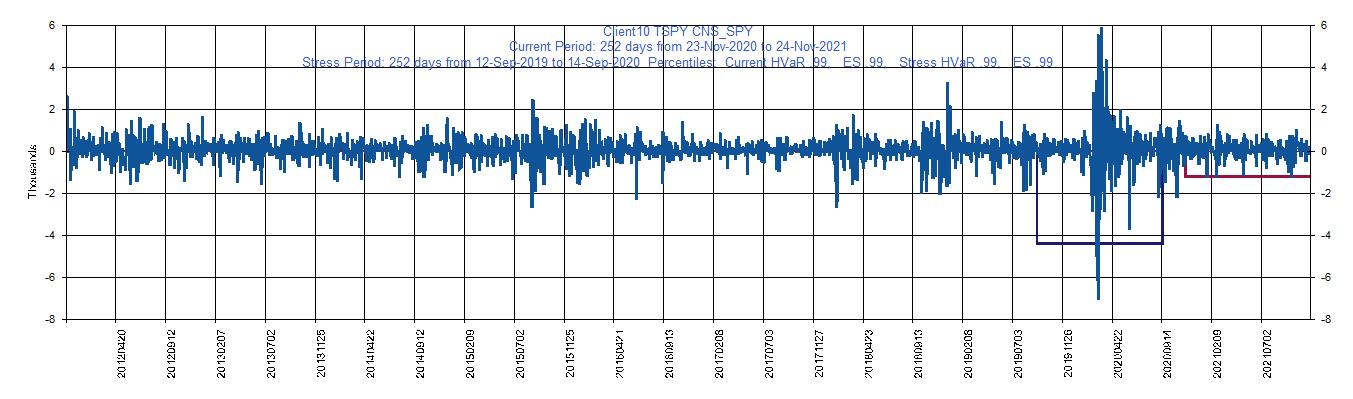 Client10 TSPY CNS_SPY
Current Period: 252 days from 23-Nov-2020 to 24-Nov-2021
Stress Period: 252 days from 12-Sep-2019 to 14-Sep-2020 Percentiles: Current HVaR .99, ES .99, Stress HVaR .99, ES .99
6 6
4 4
2 2
0 0
-2 -2
-4 -4
-6 -6
-8 -8
Thousands
20120420 20120912 20130207 20130702 20131125 20140422 20140912 20150209 20150702 20151125 20160421 20160913 20170208 20170703 20171127 20180423 20180913 20190208 20190703 20191126 20200422 20200914 20210209 20210702